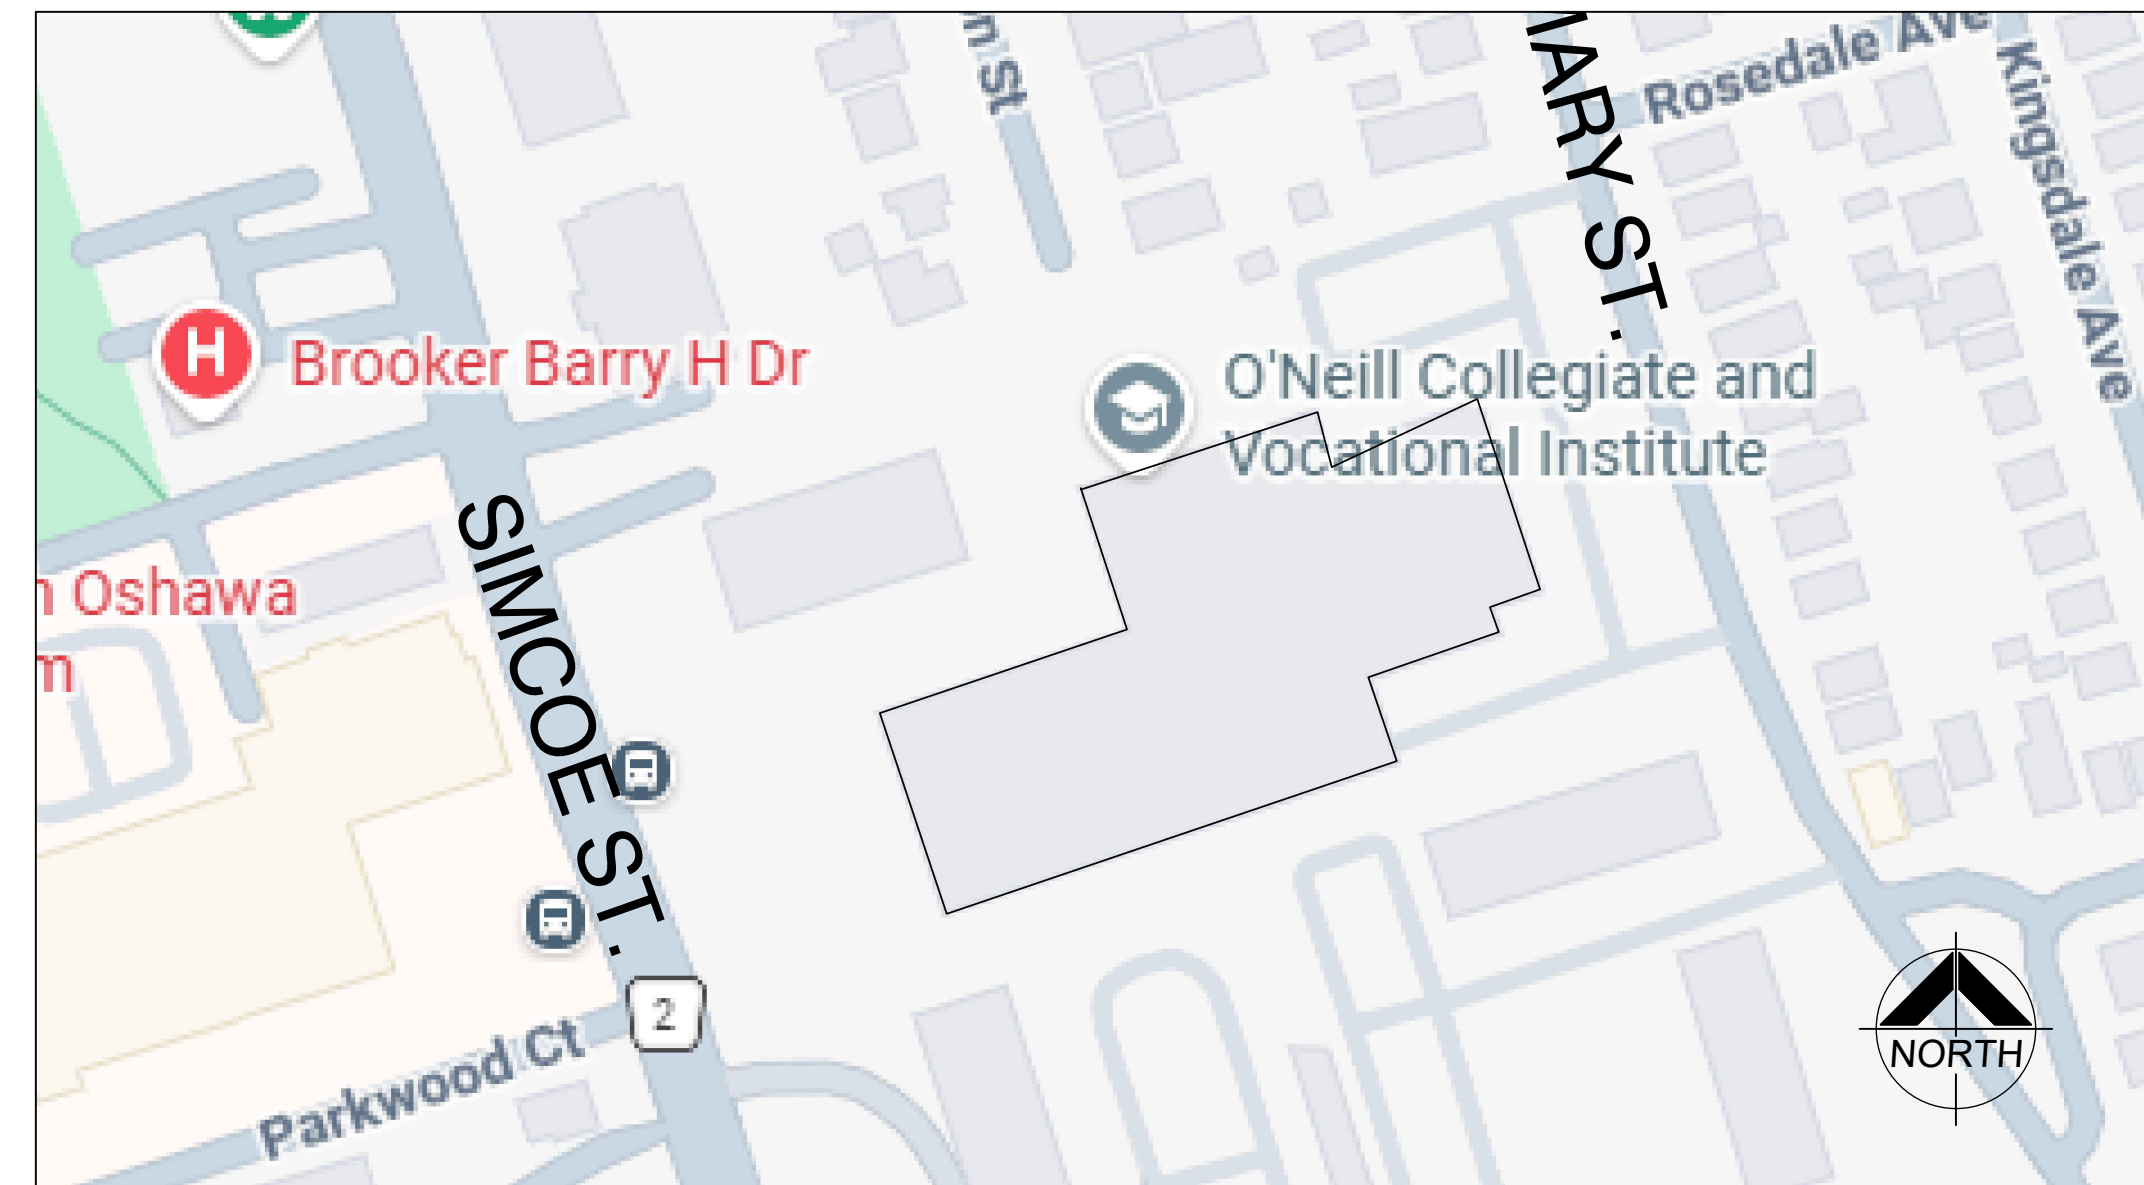 n St
IARY ST.
Rosedale Ave
Kingsdale Ave
H
Brooker Barry H Dr
O'Neill Collegiate and
Vocational Institute
n Oshawa
m
SIMCOE ST.
2
Parkwood Ct
NORTH